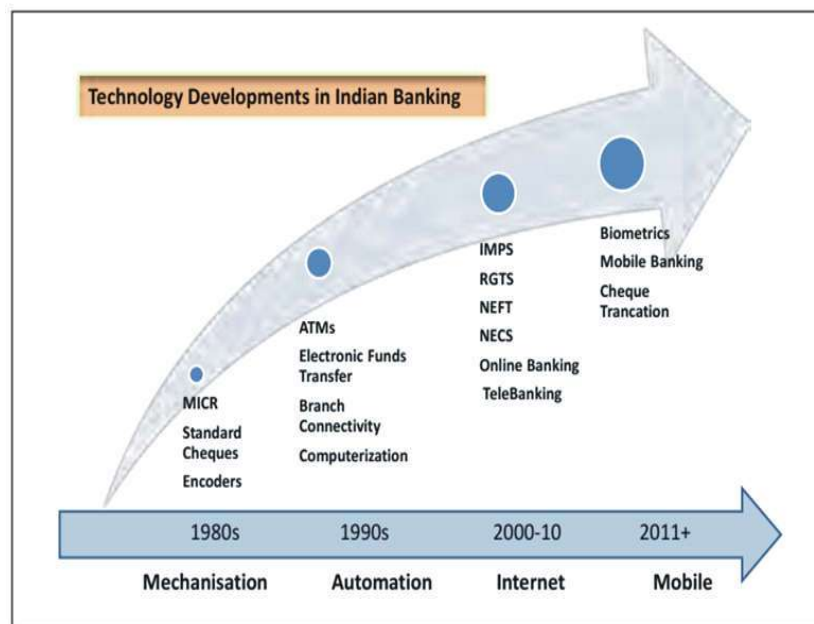 Technology Developments in Indian Banking
MICR
Standard
Cheques
Encoders
ATMs
Electronic Funds
Transfer
Branch
Connectivity
Computerization
IMPS
RGTS
NEFT
NECS
Online Banking
TeleBanking
Biometrics
Mobile Banking
Cheque
Trancation
1980s
1990s
2000-10
2011+
Mechanisation
Automation
Internet
Mobile